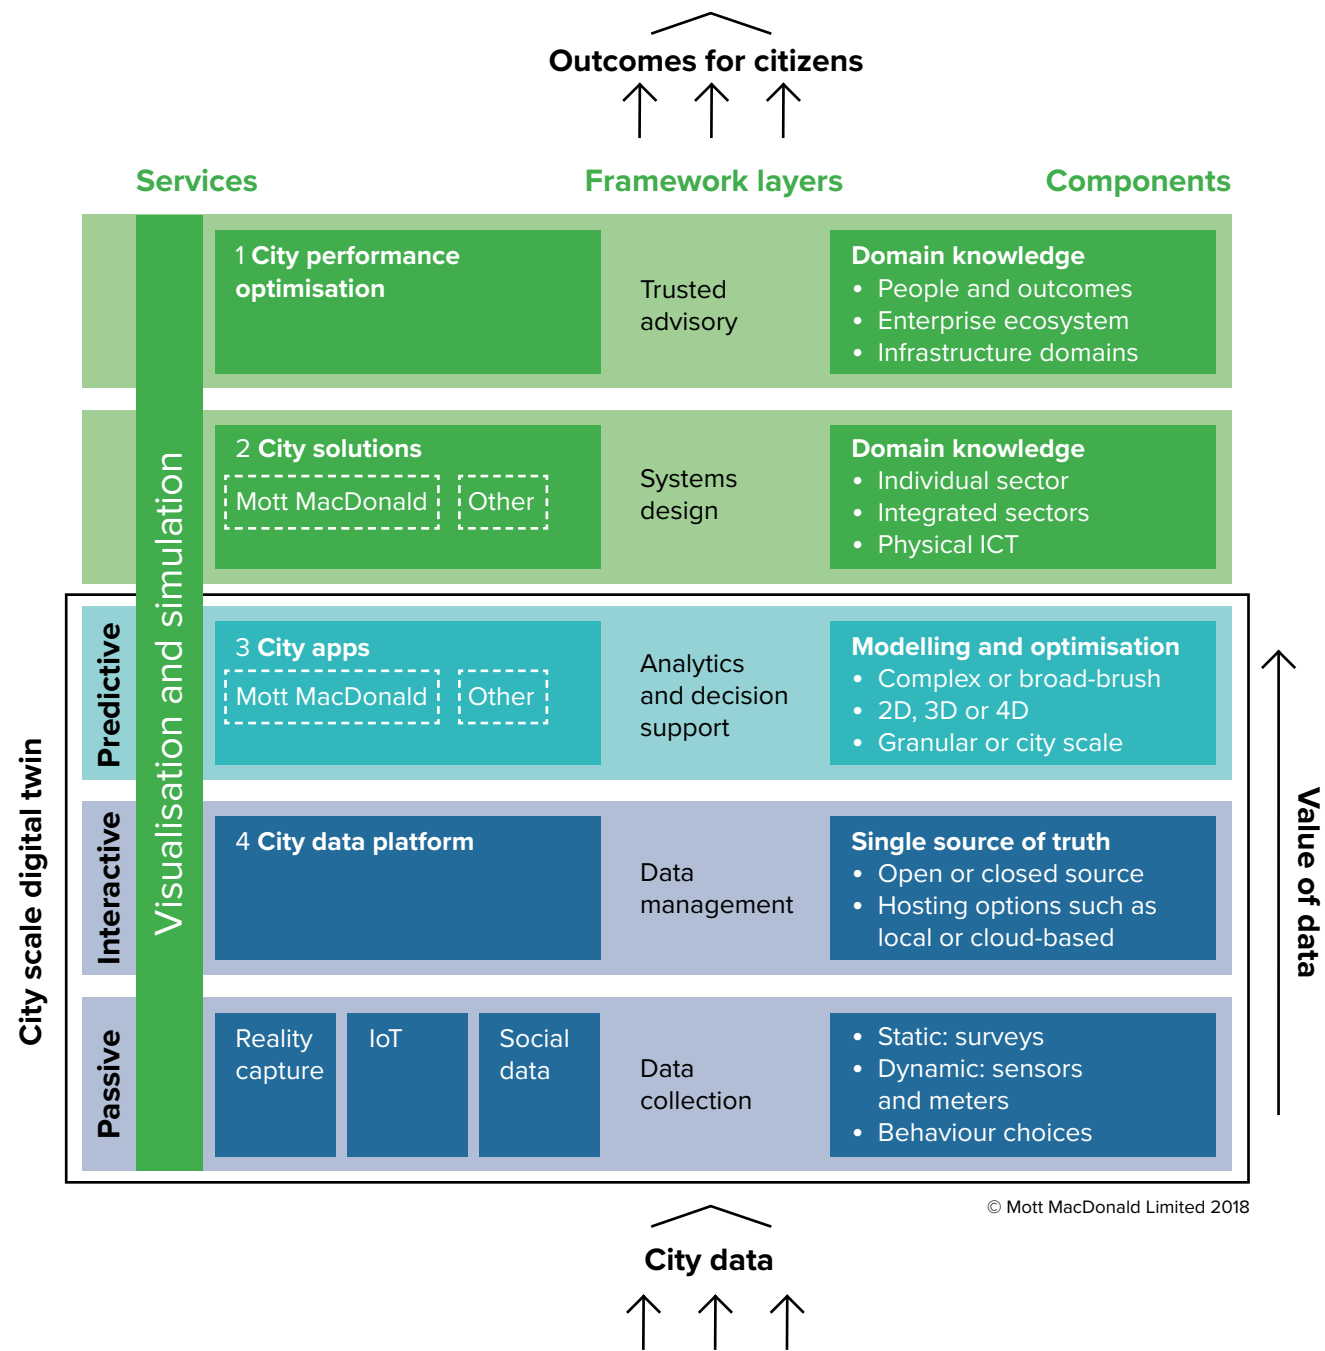 Outcomes for citizens
Services
Framework layers
Components
Visualisation and simulation
1 City performance
optimisation
Trusted
advisory
Domain knowledge
• People and outcomes
• Enterprise ecosystem
• Infrastructure domains
2 City solutions
Mott MacDonald
Other
Systems
design
Domain knowledge
• Individual sector
• Integrated sectors
• Physical ICT
City scale digital twin
Predictive
3 City apps
Mott MacDonald
Other
Analytics
and decision
support
Modelling and optimisation
• Complex or broad-brush
• 2D, 3D or 4D
• Granular or city scale
Value of data
Interactive
4 City data platform
Data
management
Single source of truth
• Open or closed source
• Hosting options such as
local or cloud-based
Passive
Reality
capture
IoT
Social
data
Data
collection
• Static: surveys
• Dynamic: sensors
and meters
• Behaviour choices
© Mott MacDonald Limited 2018
City data